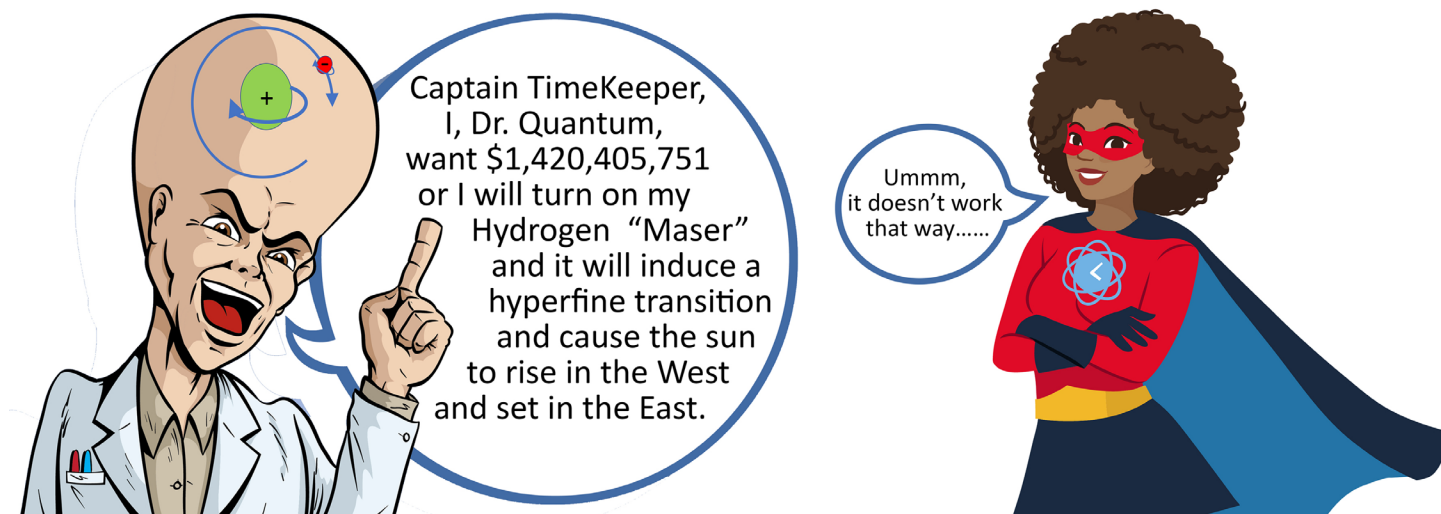 +
-
Captain TimeKeeper,
I, Dr. Quantum,
want $1,420,405,751
or I will turn on my
Hydrogen “Maser”
and it will induce a
hyperfine transition
and cause the sun
to rise in the West
and set in the East.
Ummm,
it doesn’t work
that way……